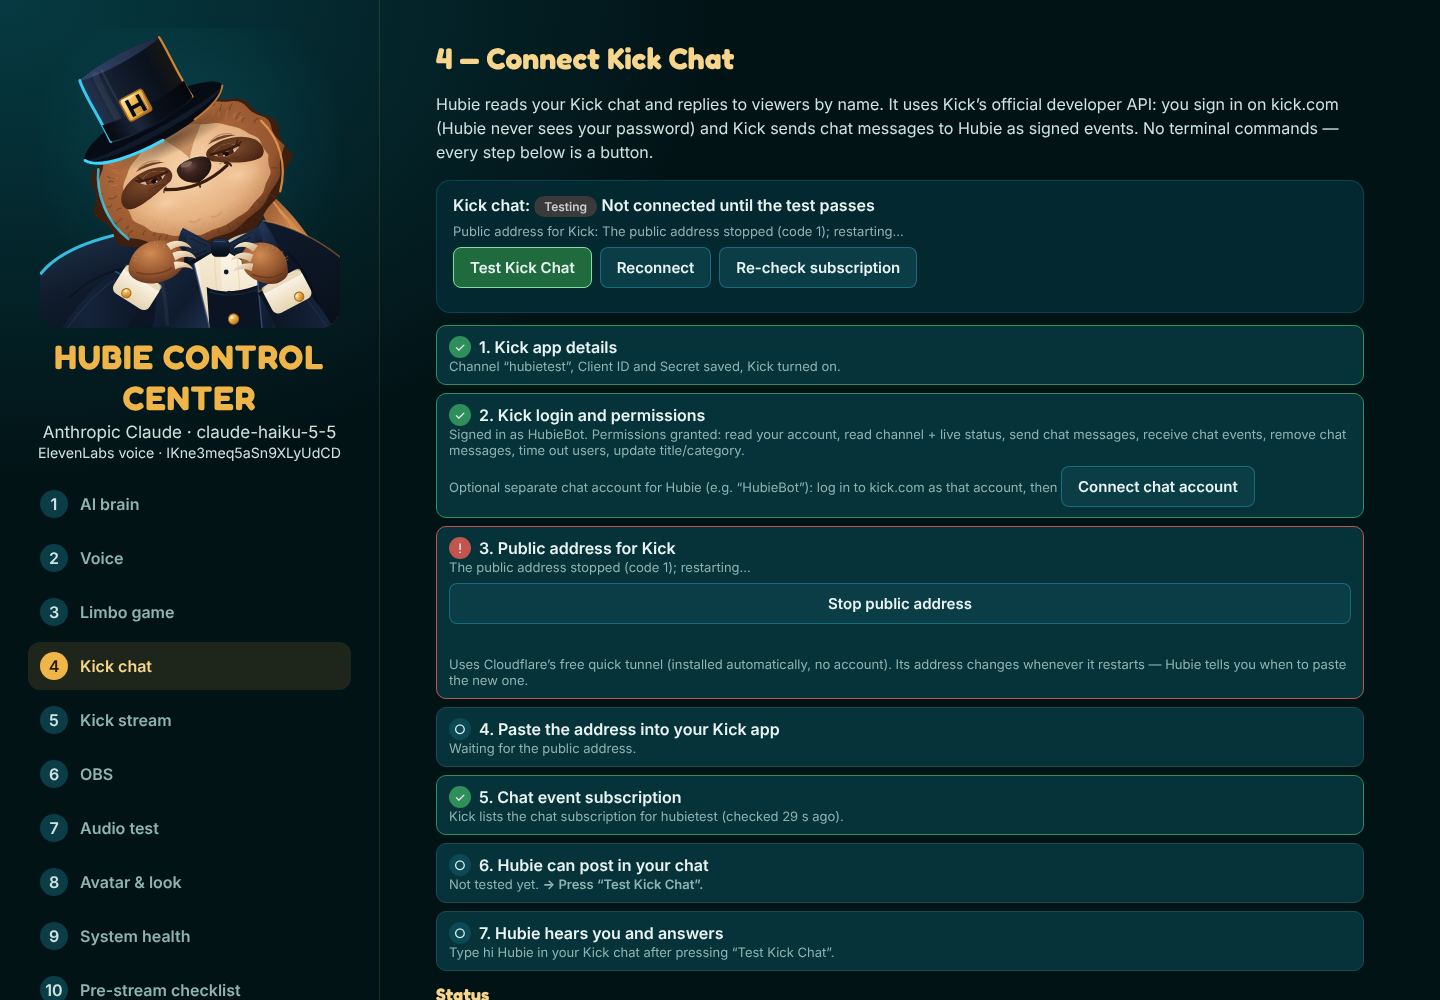 H
HUBIE CONTROL
CENTER
Anthropic Claude · claude-haiku-5-5
ElevenLabs voice · IKne3meq5aSn9XLyUdCD
1 AI brain
2 Voice
3 Limbo game
4 Kick chat
5 Kick stream
6 OBS
7 Audio test
8 Avatar & look
9 System health
10 Pre-stream checklist
4 — Connect Kick Chat
Hubie reads your Kick chat and replies to viewers by name. It uses Kick’s official developer API: you sign in on kick.com
(Hubie never sees your password) and Kick sends chat messages to Hubie as signed events. No terminal commands —
every step below is a button.
Kick chat: Testing Not connected until the test passes
Public address for Kick: The public address stopped (code 1); restarting…
Test Kick Chat Reconnect Re-check subscription
1. Kick app details
Channel “hubietest”, Client ID and Secret saved, Kick turned on.
2. Kick login and permissions
Signed in as HubieBot. Permissions granted: read your account, read channel + live status, send chat messages, receive chat events, remove chat
messages, time out users, update title/category.
Optional separate chat account for Hubie (e.g. “HubieBot”): log in to kick.com as that account, then Connect chat account
3. Public address for Kick
The public address stopped (code 1); restarting…
Stop public address
Uses Cloudflare’s free quick tunnel (installed automatically, no account). Its address changes whenever it restarts — Hubie tells you when to paste
the new one.
4. Paste the address into your Kick app
Waiting for the public address.
5. Chat event subscription
Kick lists the chat subscription for hubietest (checked 29 s ago).
6. Hubie can post in your chat
Not tested yet. → Press “Test Kick Chat”.
7. Hubie hears you and answers
Type hi Hubie in your Kick chat after pressing “Test Kick Chat”.
Status